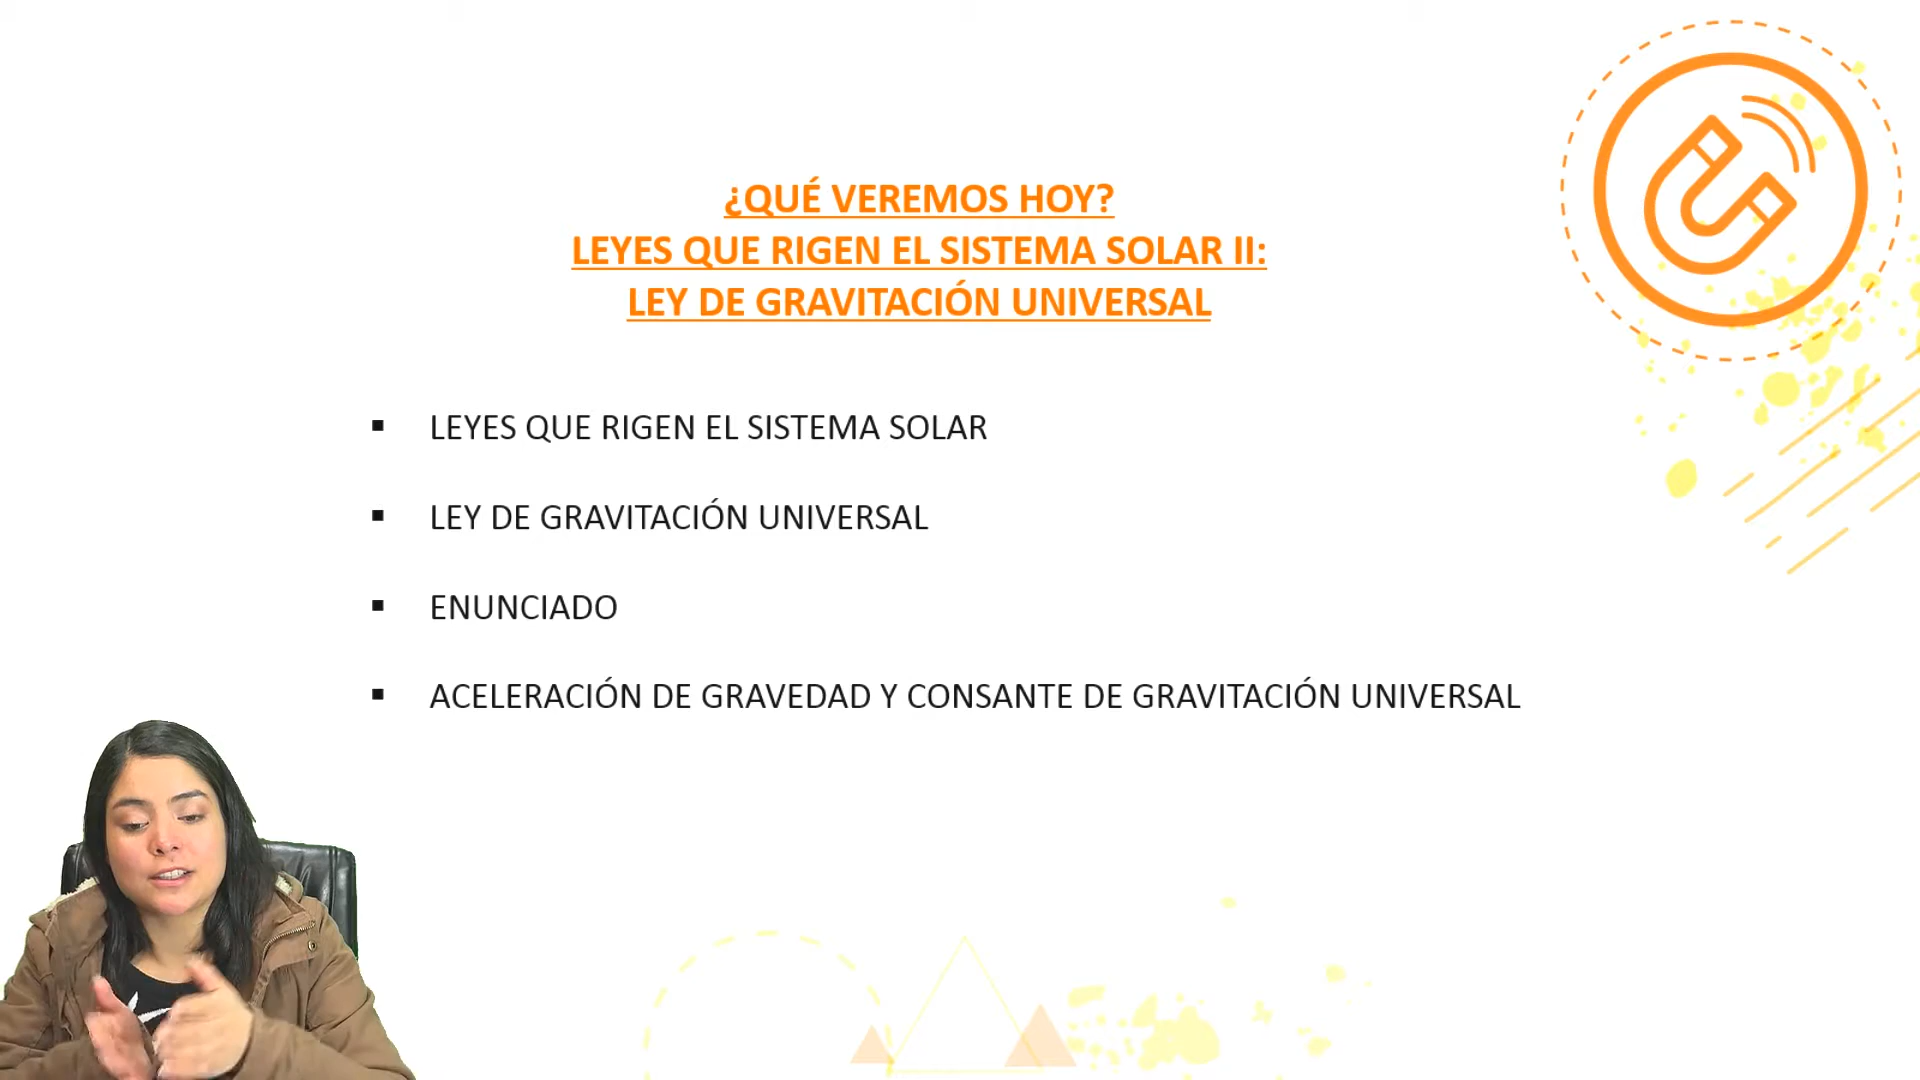 ¿QUÉ VEREMOS HOY?
LEYES QUE RIGEN EL SISTEMA SOLAR II:
LEY DE GRAVITACIÓN UNIVERSAL
▪ LEYES QUE RIGEN EL SISTEMA SOLAR
▪ LEY DE GRAVITACIÓN UNIVERSAL
▪ ENUNCIADO
▪ ACELERACIÓN DE GRAVEDAD Y CONSANTE DE GRAVITACIÓN UNIVERSAL